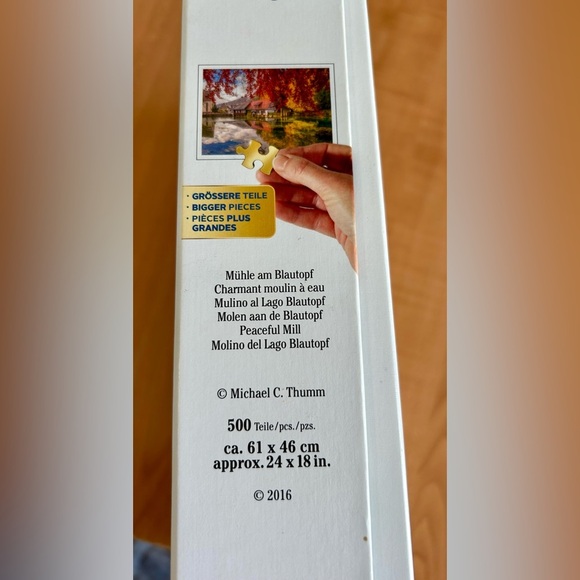 · GRÖSSERE TEILE
· BIGGER PIECES
· PIÈCES PLUS
GRANDES
Mühle am Blautopf
Charmant moulin à eau
Mulino al Lago Blautopf
Molen aan de Blautopf
Peaceful Mill
Molino del Lago Blautopf
© Michael C. Thumm
500 Teile/pcs./pzs.
ca. 61 x 46 cm
approx. 24 x 18 in.
© 2016